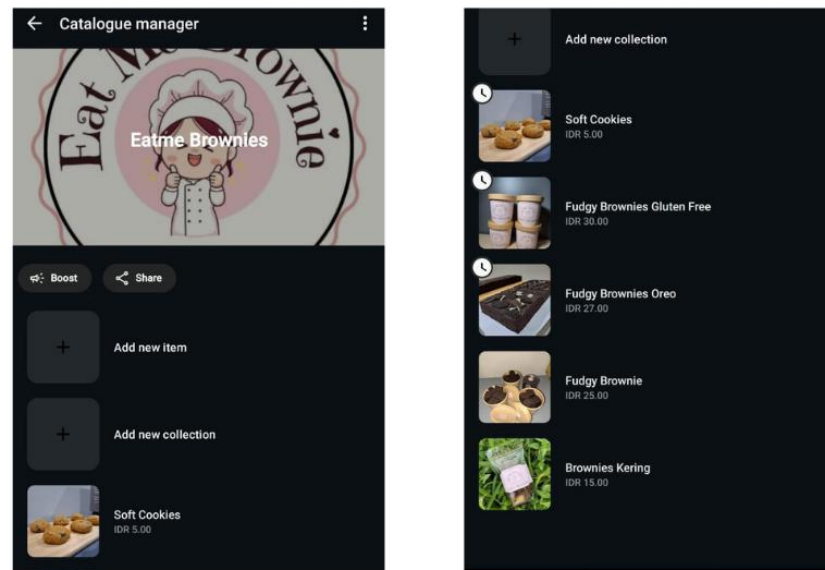 Catalogue manager
Eat Me Brownie
Eatme Brownies
Boost
Share
Add new item
Add new collection
Soft Cookies
IDR 5.00
Add new collection
Soft Cookies
IDR 5.00
Fudgy Brownies Gluten Free
IDR 30.00
Fudgy Brownies Oreo
IDR 27.00
Fudgy Brownie
IDR 25.00
Brownies Kering
IDR 15.00